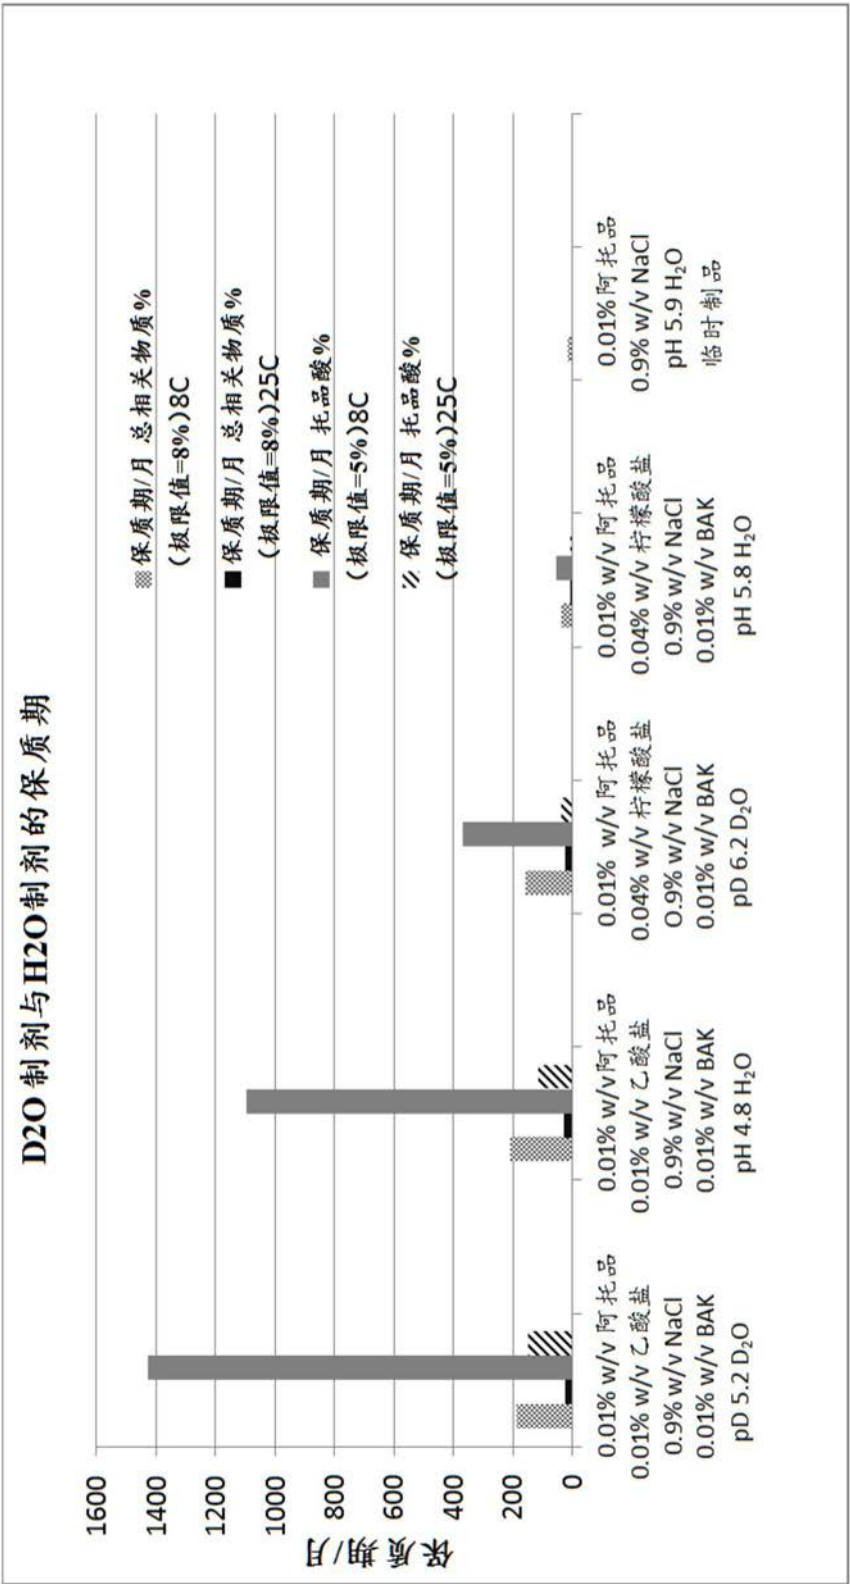 D2O 制剂与H2O制剂的保质期
保质期/月
1600
1400
1200
1000
800
600
400
200
0
保质期/月 总相关物质%
(极限值=8%)8C
保质期/月 总相关物质%
(极限值=8%)25C
保质期/月 托品酸%
(极限值=5%)8C
保质期/月 托品酸%
(极限值=5%)25C
0.01% w/v 阿托品
0.01% w/v 乙酸盐
0.9% w/v NaCl
0.01% w/v BAK
pD 5.2 D₂O
0.01% w/v 阿托品
0.01% w/v 乙酸盐
0.9% w/v NaCl
0.01% w/v BAK
pH 4.8 H₂O
0.01% w/v 阿托品
0.04% w/v 柠檬酸盐
0.9% w/v NaCl
0.01% w/v BAK
pD 6.2 D₂O
0.01% w/v 阿托品
0.04% w/v 柠檬酸盐
0.9% w/v NaCl
0.01% w/v BAK
pH 5.8 H₂O
0.01% 阿托品
0.9% w/v NaCl
pH 5.9 H₂O
临时制品